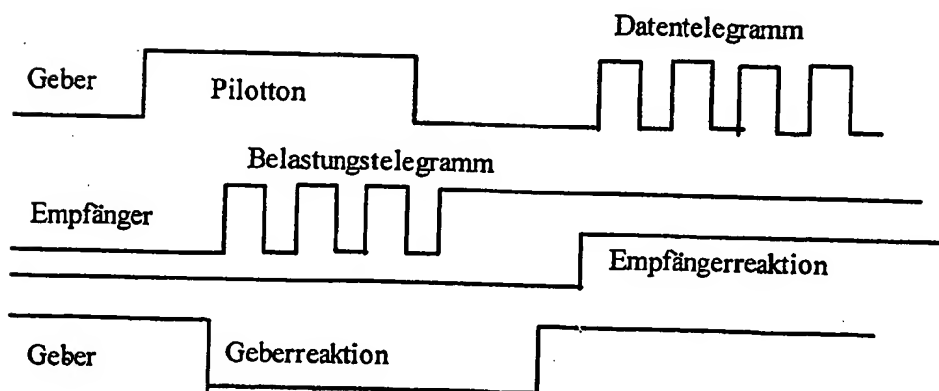 Datentelegramm
Geber
Pilotton
Belastungstelegramm
Empfänger
Empfängerreaktion
Geber
Geberreaktion